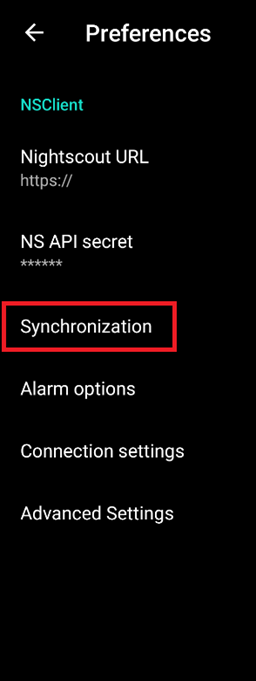 Preferences
NSClient
Nightscout URL
https://
NS API secret
******
Synchronization
Alarm options
Connection settings
Advanced Settings